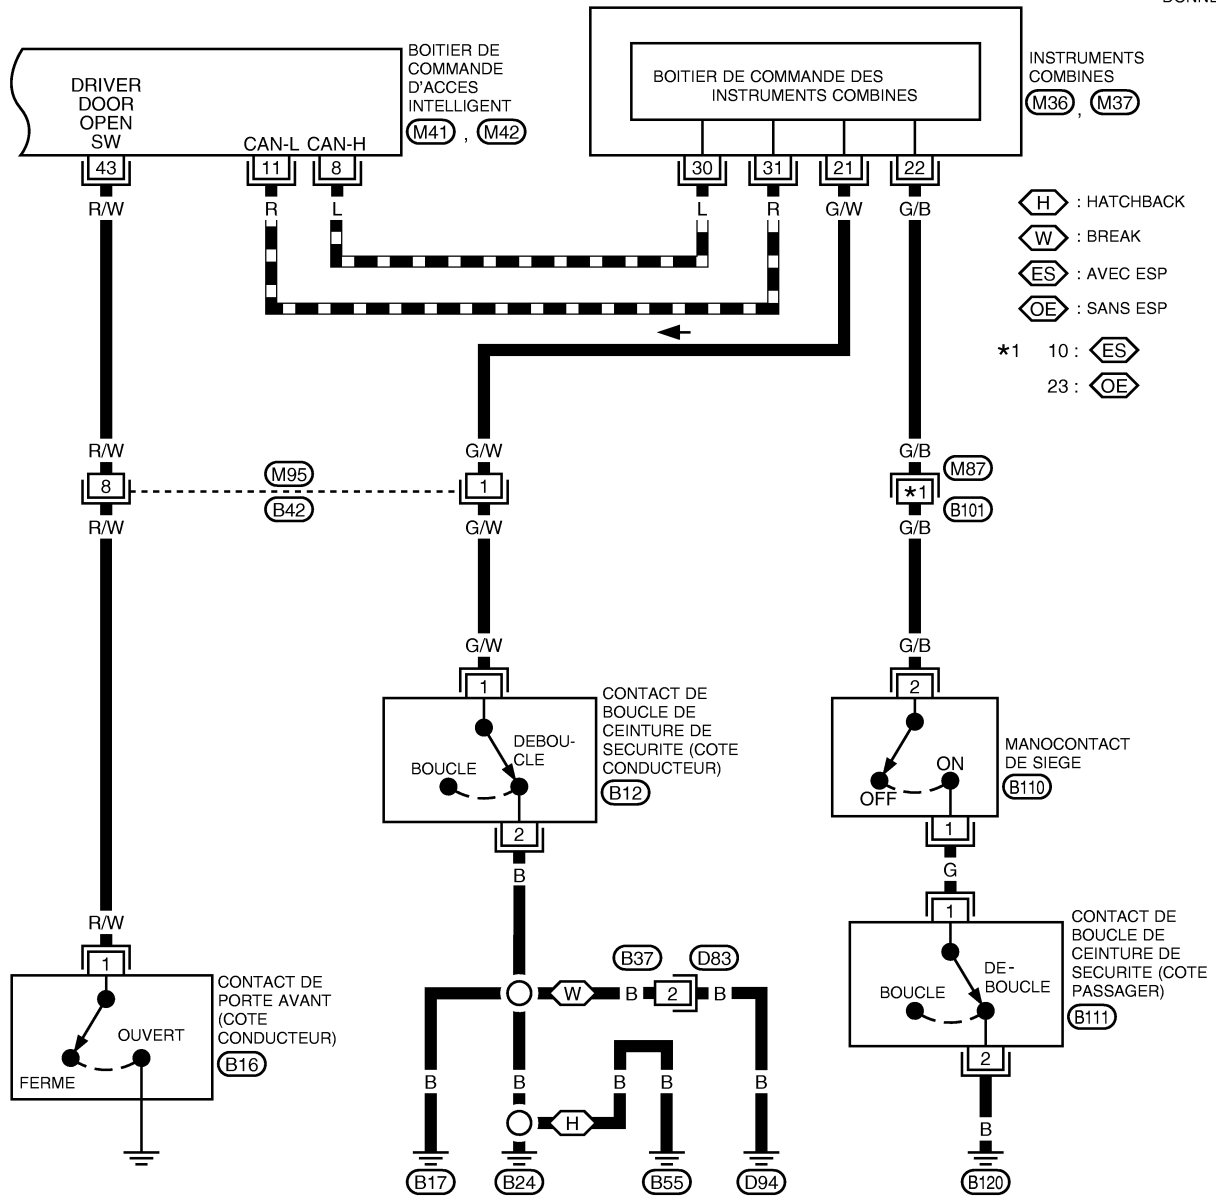 BOITIER DE
COMMANDE
D'ACCES
INTELLIGENT
M41 , M42
DRIVER
DOOR
OPEN
SW
CAN-L CAN-H
43 11 8
BOITIER DE COMMANDE DES
INSTRUMENTS COMBINES
INSTRUMENTS
COMBINES
M36 , M37
30 31 21 22
R/W R L L R G/W G/B
H : HATCHBACK
W : BREAK
ES : AVEC ESP
OE : SANS ESP
*1 10 : ES
23 : OE
R/W G/W G/B
8 M95 1 *1 M87
B42 B101
R/W G/W G/B
G/W G/B
1
CONTACT DE
BOUCLE DE
CEINTURE DE
SECURITE (COTE
CONDUCTEUR)
B12
BOUCLE
DEBOU-
CLE
2
B
2
MANOCONTACT
DE SIEGE
B110
OFF
ON
1
G
1
CONTACT DE
BOUCLE DE
CEINTURE DE
SECURITE (COTE
PASSAGER)
B111
BOUCLE
DE-
BOUCLE
2
B
B120
R/W
1
CONTACT DE
PORTE AVANT
(COTE
CONDUCTEUR)
B16
OUVERT
FERME
B37 D83
W B 2 B
B B B B B
H
B17 B24 B55 D94